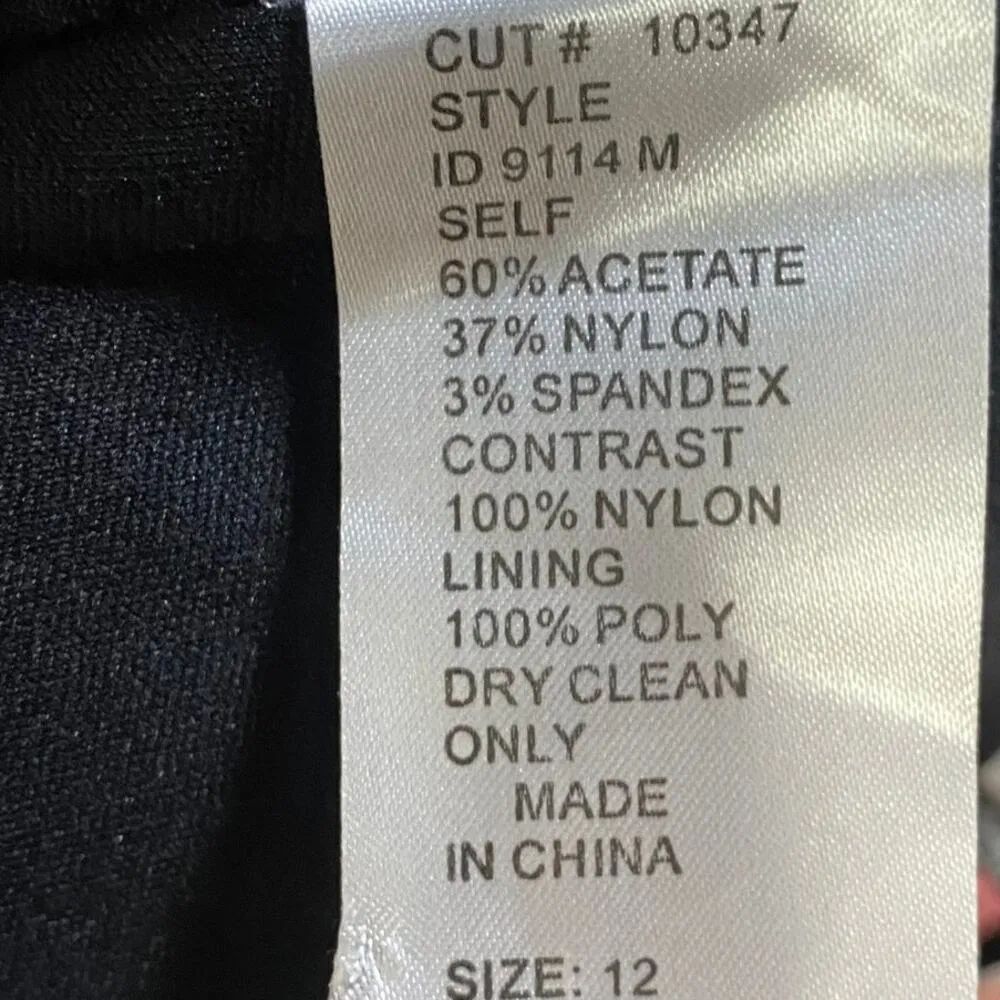 CUT # 10347
STYLE
ID 9114 M
SELF
60% ACETATE
37% NYLON
3% SPANDEX
CONTRAST
100% NYLON
LINING
100% POLY
DRY CLEAN
ONLY
MADE
IN CHINA
SIZE: 12